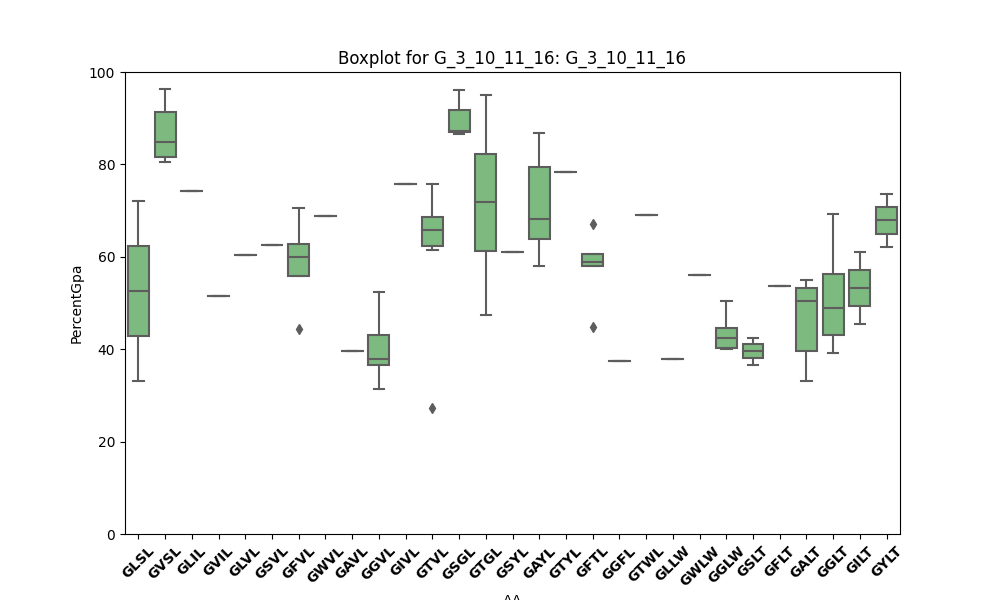 Boxplot for G_3_10_11_16: G_3_10_11_16
PercentGpa
100
80
60
40
20
0
GLSL GVSL GLIL GVIL GLVL GSVL GFVL GWVL GAVL GGVL GIVL GTVL GSGL GTGL GSYL GAYL GTYL GFTL GGFL GTWL GLLW GWLW GGLW GSLT GFLT GALT GGLT GILT GYLT
AA